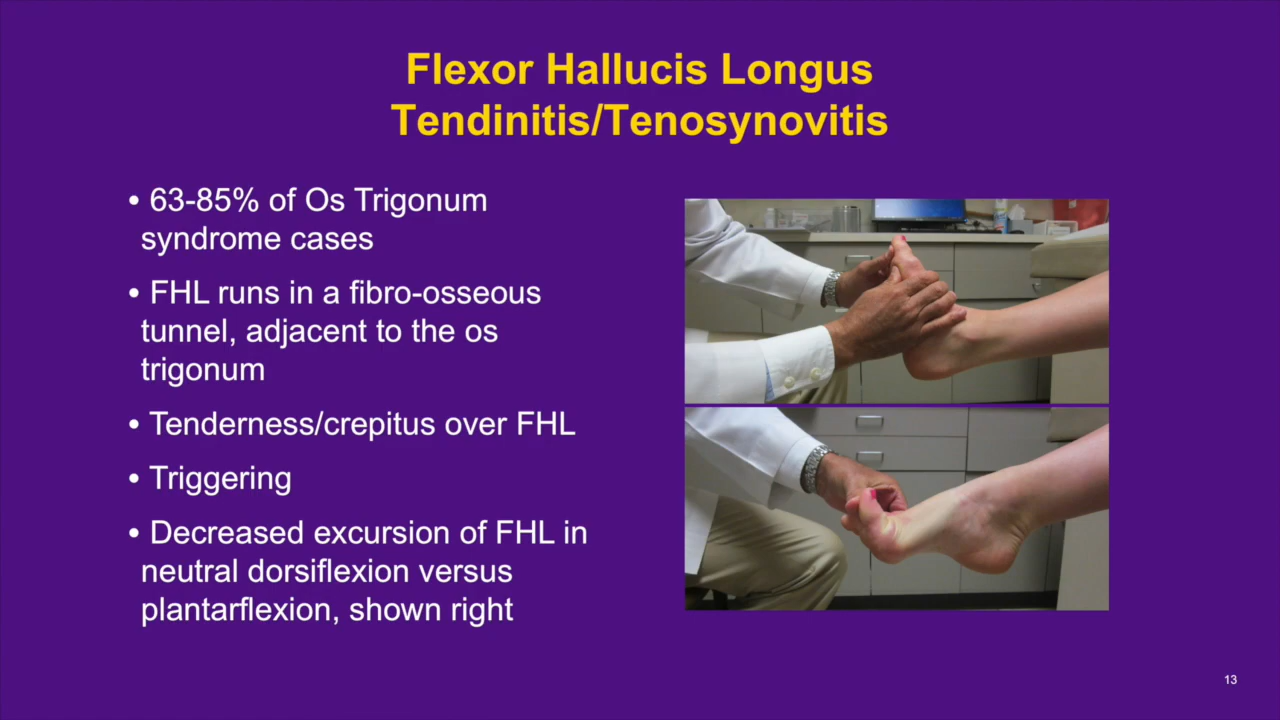 Flexor Hallucis Longus
Tendinitis/Tenosynovitis
• 63-85% of Os Trigonum
syndrome cases
• FHL runs in a fibro-osseous
tunnel, adjacent to the os
trigonum
• Tenderness/crepitus over FHL
• Triggering
• Decreased excursion of FHL in
neutral dorsiflexion versus
plantarflexion, shown right
13